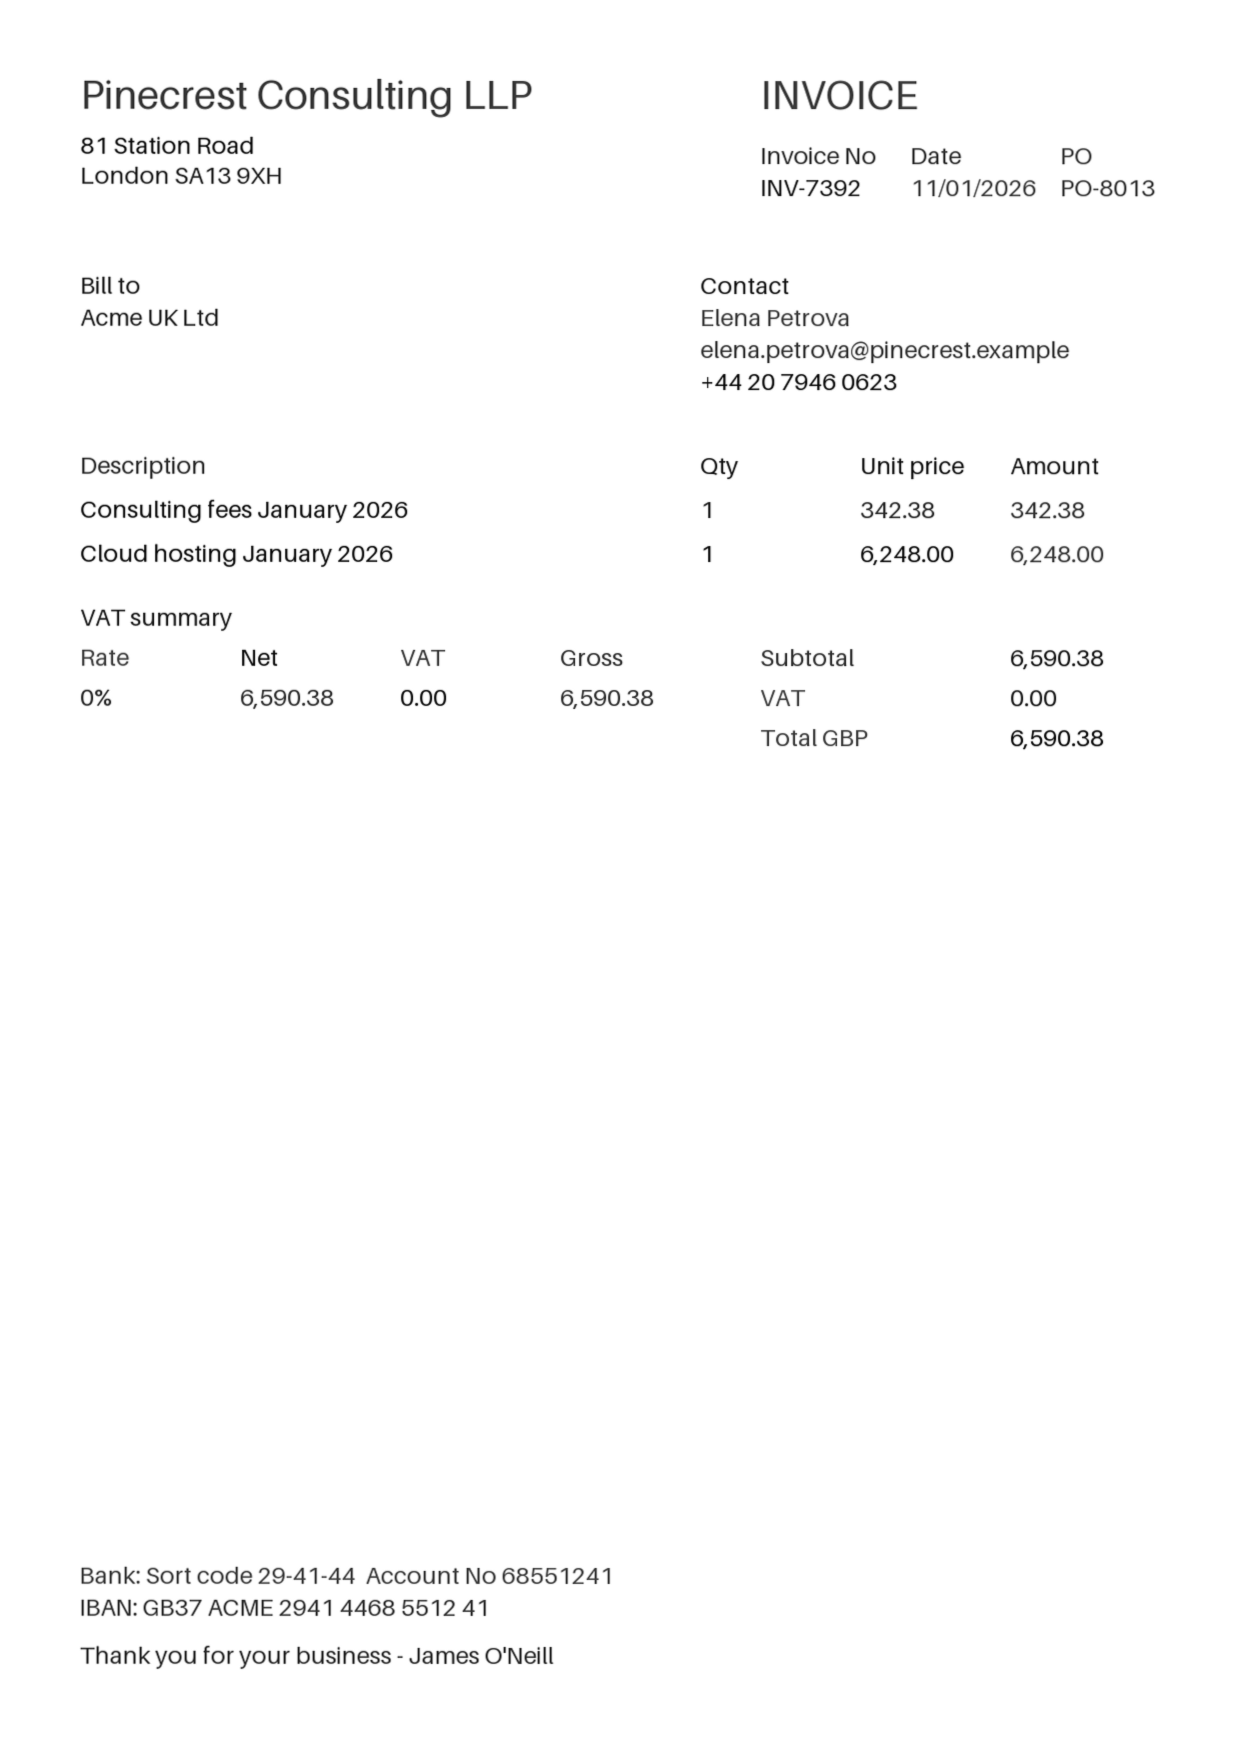 Pinecrest Consulting LLP
81 Station Road
London SA13 9XH
INVOICE
Invoice No Date PO
INV-7392 11/01/2026 PO-8013
Bill to
Acme UK Ltd
Contact
Elena Petrova
elena.petrova@pinecrest.example
+44 20 7946 0623
Description Qty Unit price Amount
Consulting fees January 2026 1 342.38 342.38
Cloud hosting January 2026 1 6,248.00 6,248.00
VAT summary
Rate Net VAT Gross
0% 6,590.38 0.00 6,590.38
Subtotal 6,590.38
VAT 0.00
Total GBP 6,590.38
Bank: Sort code 29-41-44 Account No 68551241
IBAN: GB37 ACME 2941 4468 5512 41
Thank you for your business - James O'Neill